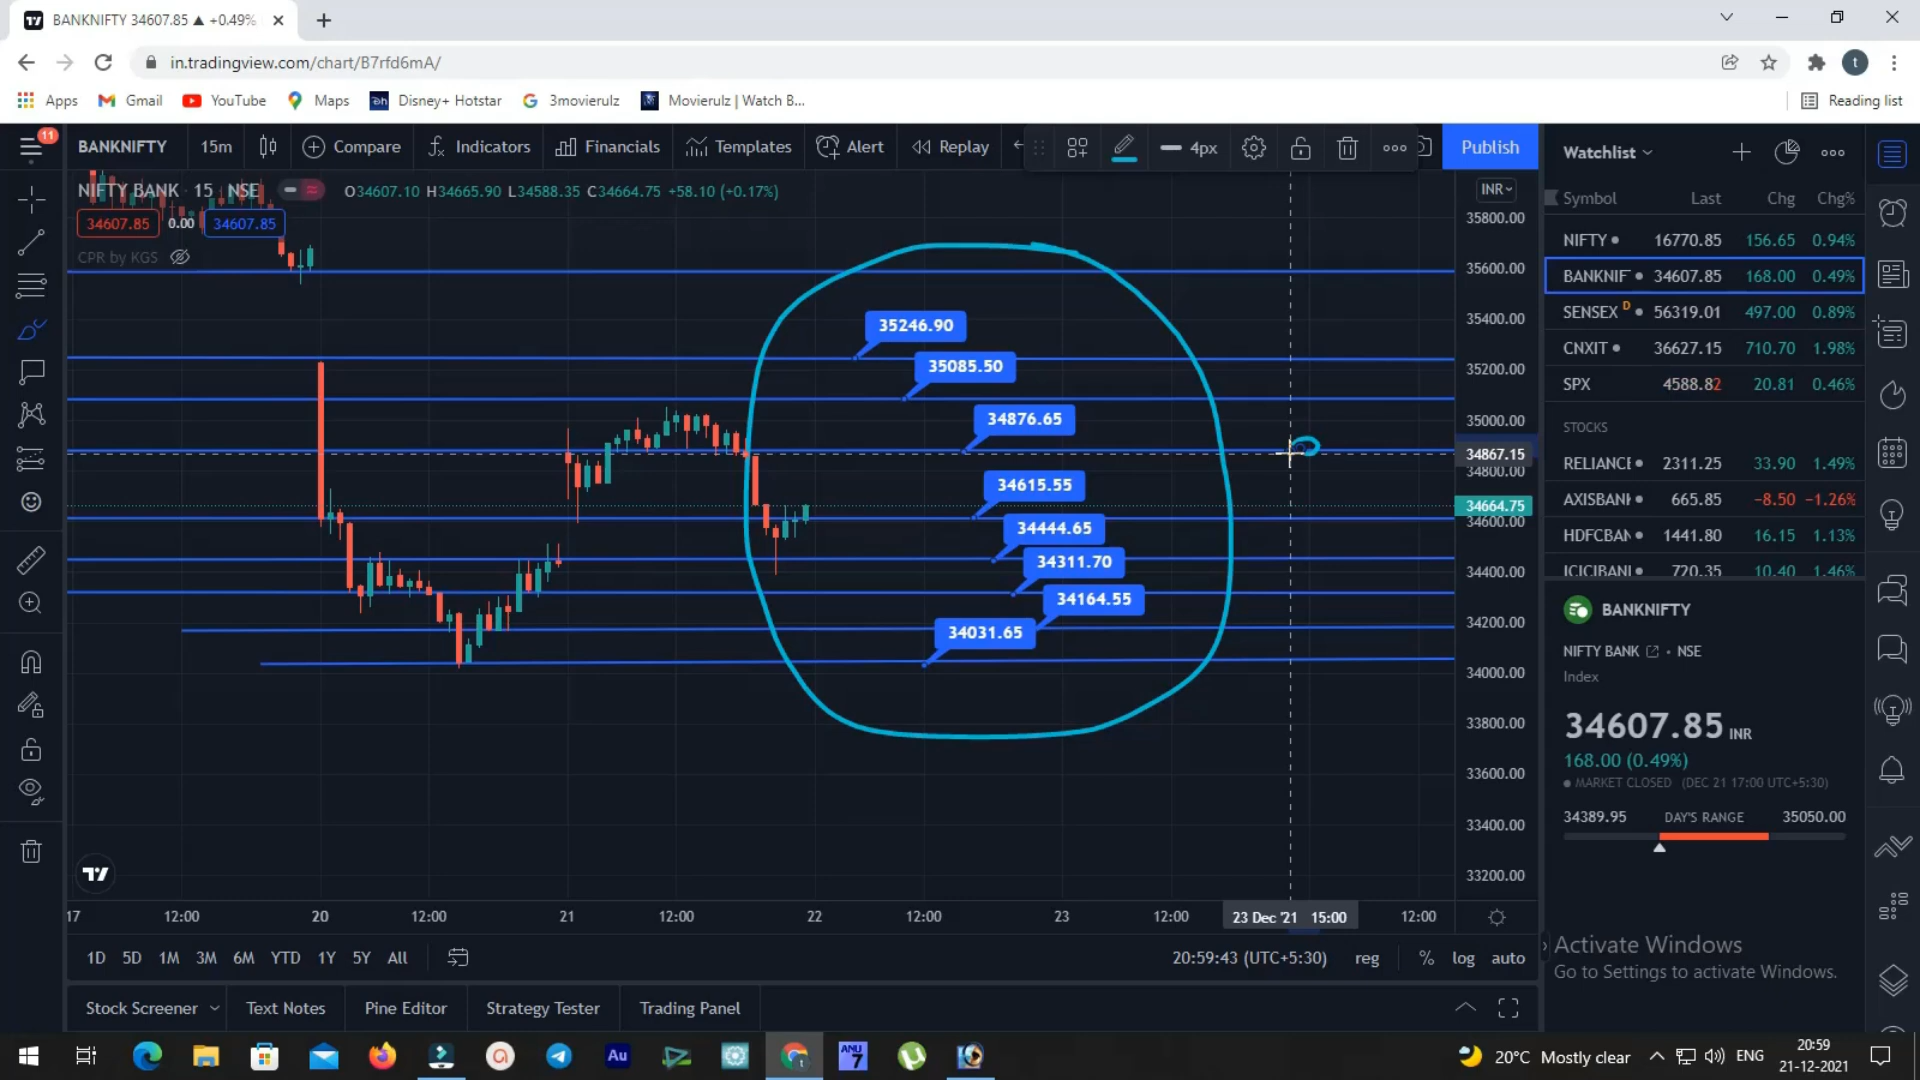 BANKNIFTY 34607.85 ▲ +0.49%
in.tradingview.com/chart/B7rfd6mA/
t
Apps Gmail YouTube Maps Disney+ Hotstar 3movierulz Movierulz | Watch B... Reading list
11
BANKNIFTY 15m Compare Indicators Financials Templates Alert Replay 4px Publish
NIFTY BANK 15 NSE O34607.10 H34665.90 L34588.35 C34664.75 +58.10 (+0.17%)
34607.85 0.00 34607.85
CPR by KGS
INR
35800.00
35600.00
35400.00
35200.00
35000.00
34867.15
34800.00
34664.75
34600.00
34400.00
34200.00
34000.00
33800.00
33600.00
33400.00
33200.00
35246.90
35085.50
34876.65
34615.55
34444.65
34311.70
34164.55
34031.65
17 12:00 20 12:00 21 12:00 22 12:00 23 12:00 23 Dec '21 15:00 12:00
1D 5D 1M 3M 6M YTD 1Y 5Y All 20:59:43 (UTC+5:30) reg % log auto
Stock Screener Text Notes Pine Editor Strategy Tester Trading Panel
Watchlist
Symbol Last Chg Chg%
NIFTY 16770.85 156.65 0.94%
BANKNIF 34607.85 168.00 0.49%
SENSEX D 56319.01 497.00 0.89%
CNXIT 36627.15 710.70 1.98%
SPX 4588.82 20.81 0.46%
STOCKS
RELIANCE 2311.25 33.90 1.49%
AXISBANK 665.85 −8.50 −1.26%
HDFCBAN 1441.80 16.15 1.13%
ICICIBANI 720.35 10.40 1.46%
BANKNIFTY
NIFTY BANK • NSE
Index
34607.85 INR
168.00 (0.49%)
MARKET CLOSED (DEC 21 17:00 UTC+5:30)
34389.95 DAY'S RANGE 35050.00
Activate Windows
Go to Settings to activate Windows.
Au
ANU 7
20°C Mostly clear ENG
20:59
21-12-2021